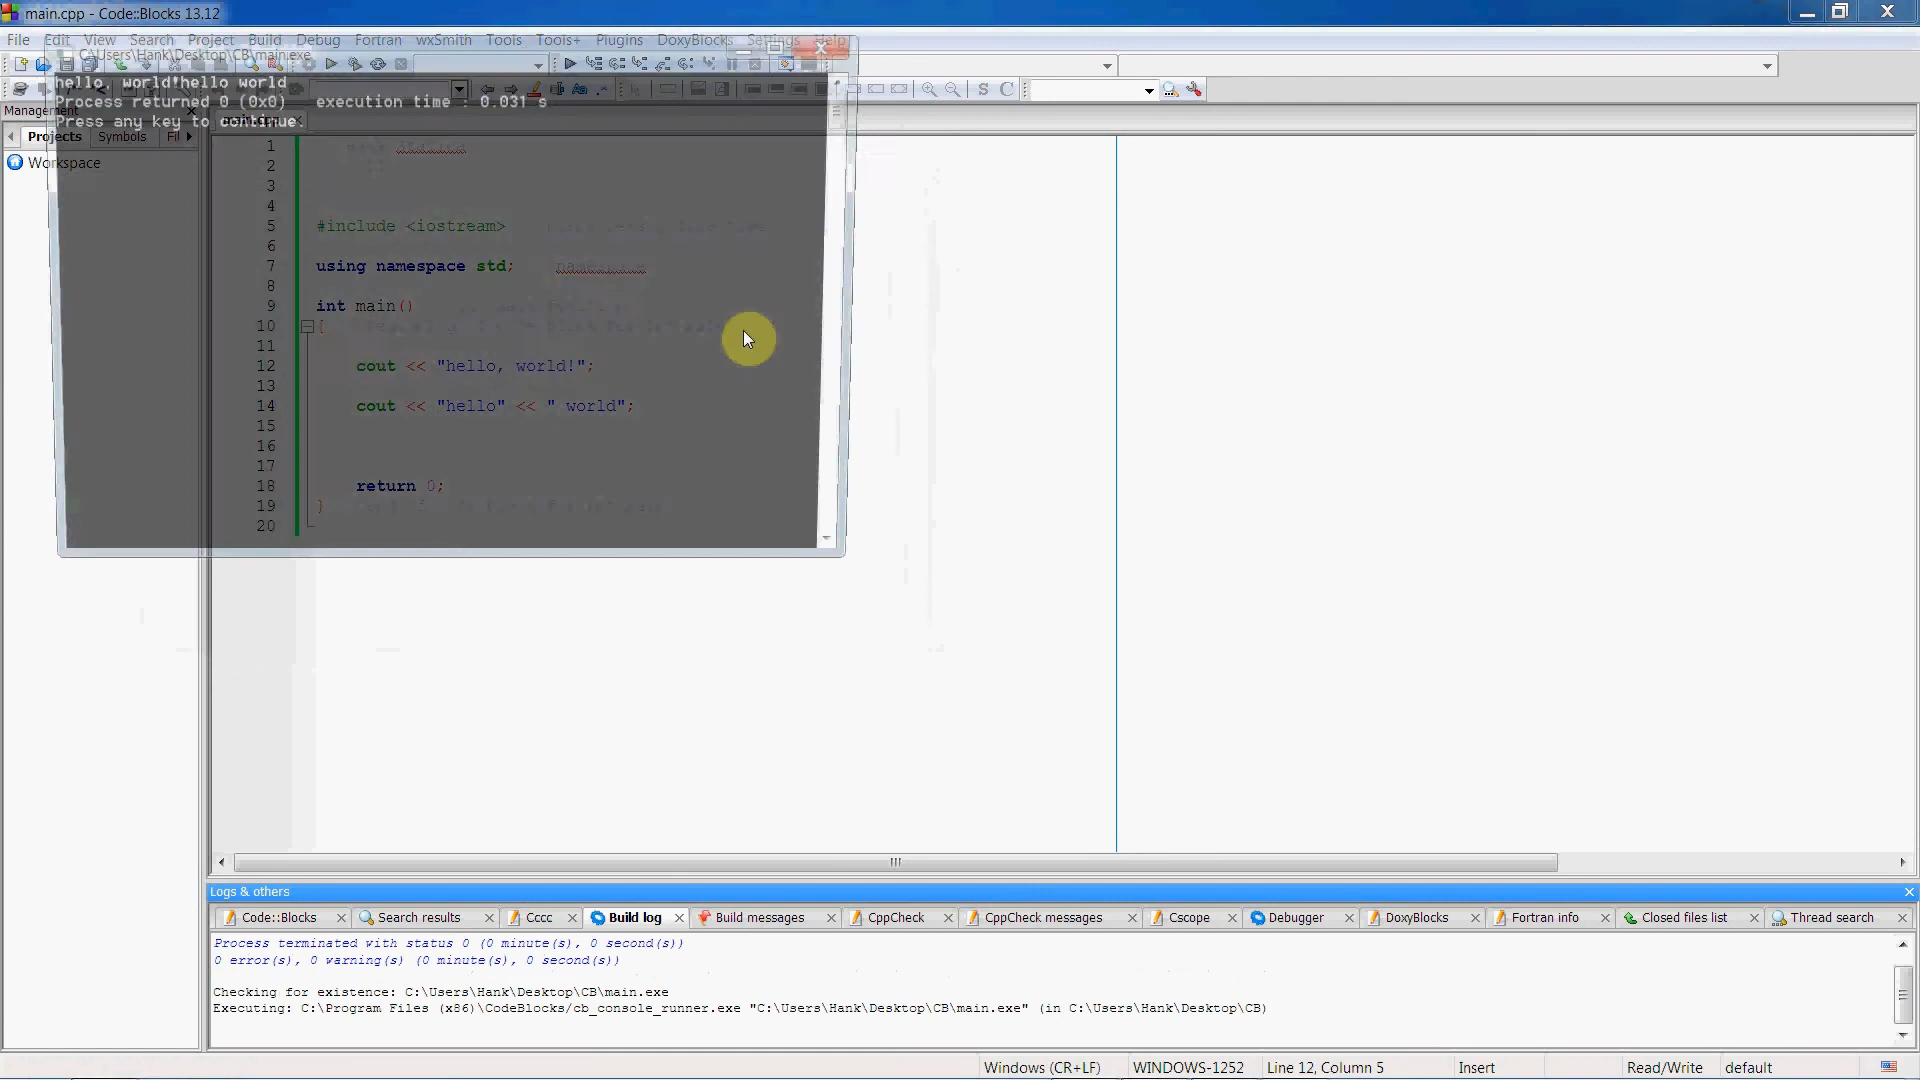 main.cpp - Code::Blocks 13.12
File Edit View Search Project Build Debug Fortran wxSmith Tools Tools+ Plugins DoxyBlocks Settings Help
C:\Users\Hank\Desktop\CB\main.exe
hello, world!hello world
Process returned 0 (0x0)   execution time : 0.031 s
Press any key to continue.
Management
Projects Symbols Fil
Workspace
1
2
3
4
5 #include <iostream>
6
7 using namespace std;
8
9 int main()
10 {
11
12 cout << "hello, world!";
13
14 cout << "hello" << " world";
15
16
17
18 return 0;
19 }
20
Logs & others
Code::Blocks Search results Cccc Build log Build messages CppCheck CppCheck messages Cscope Debugger DoxyBlocks Fortran info Closed files list Thread search
Process terminated with status 0 (0 minute(s), 0 second(s))
0 error(s), 0 warning(s) (0 minute(s), 0 second(s))
Checking for existence: C:\Users\Hank\Desktop\CB\main.exe
Executing: C:\Program Files (x86)\CodeBlocks/cb_console_runner.exe "C:\Users\Hank\Desktop\CB\main.exe" (in C:\Users\Hank\Desktop\CB)
Windows (CR+LF) WINDOWS-1252 Line 12, Column 5 Insert Read/Write default